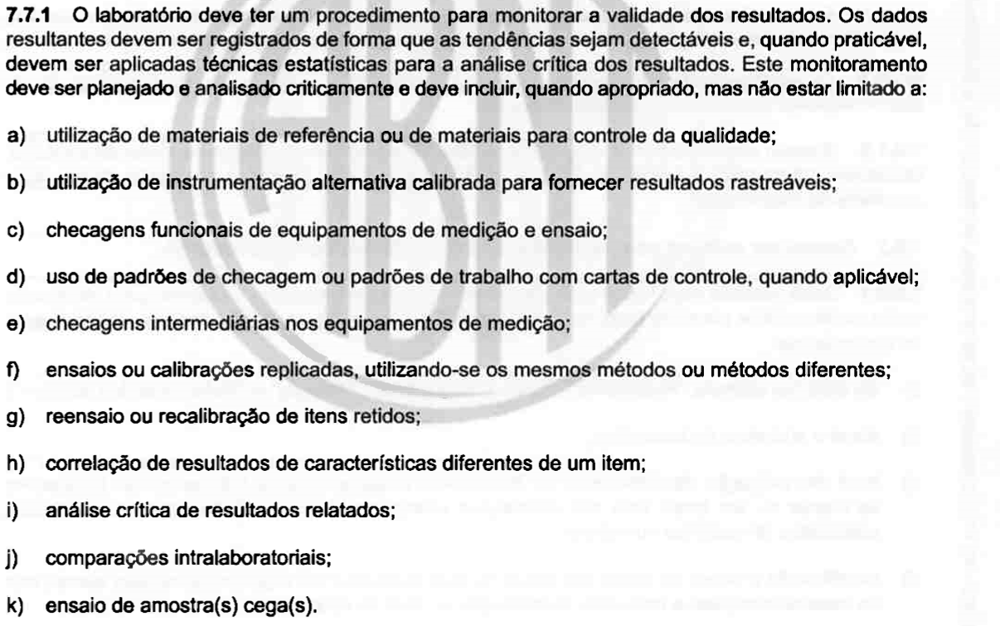 7.7.1 O laboratório deve ter um procedimento para monitorar a validade dos resultados. Os dados
resultantes devem ser registrados de forma que as tendências sejam detectáveis e, quando praticável,
devem ser aplicadas técnicas estatísticas para a análise crítica dos resultados. Este monitoramento
deve ser planejado e analisado criticamente e deve incluir, quando apropriado, mas não estar limitado a:
a) utilização de materiais de referência ou de materiais para controle da qualidade;
b) utilização de instrumentação alternativa calibrada para fornecer resultados rastreáveis;
c) checagens funcionais de equipamentos de medição e ensaio;
d) uso de padrões de checagem ou padrões de trabalho com cartas de controle, quando aplicável;
e) checagens intermediárias nos equipamentos de medição;
f) ensaios ou calibrações replicadas, utilizando-se os mesmos métodos ou métodos diferentes;
g) reensaio ou recalibração de itens retidos;
h) correlação de resultados de características diferentes de um item;
i) análise crítica de resultados relatados;
j) comparações intralaboratoriais;
k) ensaio de amostra(s) cega(s).